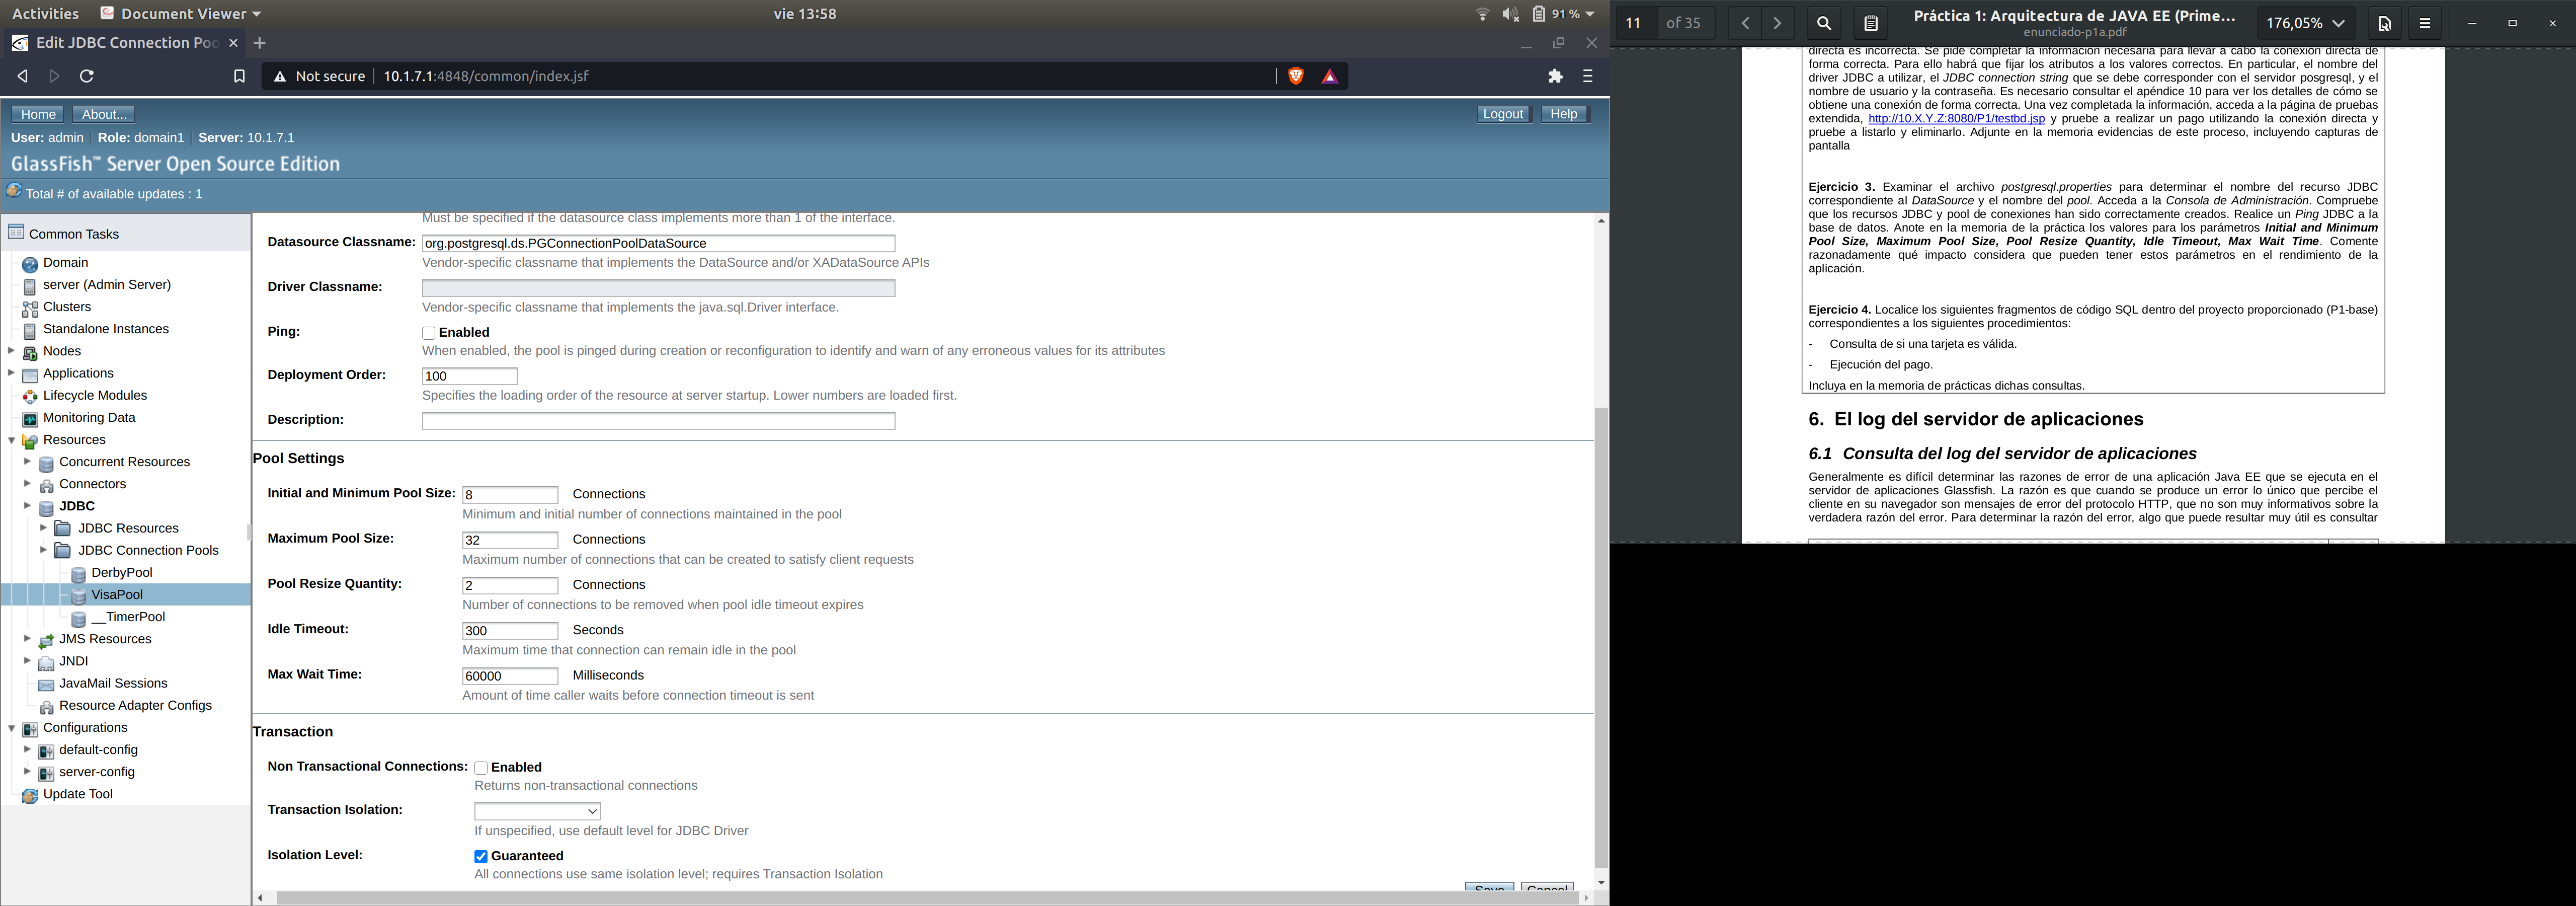 Activities
Document Viewer
vie 13:58
91 %
Edit JDBC Connection Poo
Not secure
10.1.7.1:4848/common/index.jsf
Home
About...
Logout
Help
User: admin
Role: domain1
Server: 10.1.7.1
GlassFish™ Server Open Source Edition
Total # of available updates : 1
Common Tasks
Domain
server (Admin Server)
Clusters
Standalone Instances
Nodes
Applications
Lifecycle Modules
Monitoring Data
Resources
Concurrent Resources
Connectors
JDBC
JDBC Resources
JDBC Connection Pools
DerbyPool
VisaPool
__TimerPool
JMS Resources
JNDI
JavaMail Sessions
Resource Adapter Configs
Configurations
default-config
server-config
Update Tool
Must be specified if the datasource class implements more than 1 of the interface.
Datasource Classname: org.postgresql.ds.PGConnectionPoolDataSource
Vendor-specific classname that implements the DataSource and/or XADataSource APIs
Driver Classname:
Vendor-specific classname that implements the java.sql.Driver interface.
Ping: Enabled
When enabled, the pool is pinged during creation or reconfiguration to identify and warn of any erroneous values for its attributes
Deployment Order: 100
Specifies the loading order of the resource at server startup. Lower numbers are loaded first.
Description:
Pool Settings
Initial and Minimum Pool Size: 8 Connections
Minimum and initial number of connections maintained in the pool
Maximum Pool Size: 32 Connections
Maximum number of connections that can be created to satisfy client requests
Pool Resize Quantity: 2 Connections
Number of connections to be removed when pool idle timeout expires
Idle Timeout: 300 Seconds
Maximum time that connection can remain idle in the pool
Max Wait Time: 60000 Milliseconds
Amount of time caller waits before connection timeout is sent
Transaction
Non Transactional Connections: Enabled
Returns non-transactional connections
Transaction Isolation:
If unspecified, use default level for JDBC Driver
Isolation Level: Guaranteed
All connections use same isolation level; requires Transaction Isolation
Save
Cancel
11 of 35
Práctica 1: Arquitectura de JAVA EE (Prime...
enunciado-p1a.pdf
176,05%
directa es incorrecta. Se pide completar la información necesaria para llevar a cabo la conexión directa de
forma correcta. Para ello habrá que fijar los atributos a los valores correctos. En particular, el nombre del
driver JDBC a utilizar, el JDBC connection string que se debe corresponder con el servidor posgresql, y el
nombre de usuario y la contraseña. Es necesario consultar el apéndice 10 para ver los detalles de cómo se
obtiene una conexión de forma correcta. Una vez completada la información, acceda a la página de pruebas
extendida, http://10.X.Y.Z:8080/P1/testbd.jsp y pruebe a realizar un pago utilizando la conexión directa y
pruebe a listarlo y eliminarlo. Adjunte en la memoria evidencias de este proceso, incluyendo capturas de
pantalla
Ejercicio 3. Examinar el archivo postgresql.properties para determinar el nombre del recurso JDBC
correspondiente al DataSource y el nombre del pool. Acceda a la Consola de Administración. Compruebe
que los recursos JDBC y pool de conexiones han sido correctamente creados. Realice un Ping JDBC a la
base de datos. Anote en la memoria de la práctica los valores para los parámetros Initial and Minimum
Pool Size, Maximum Pool Size, Pool Resize Quantity, Idle Timeout, Max Wait Time. Comente
razonadamente qué impacto considera que pueden tener estos parámetros en el rendimiento de la
aplicación.
Ejercicio 4. Localice los siguientes fragmentos de código SQL dentro del proyecto proporcionado (P1-base)
correspondientes a los siguientes procedimientos:
- Consulta de si una tarjeta es válida.
- Ejecución del pago.
Incluya en la memoria de prácticas dichas consultas.
6. El log del servidor de aplicaciones
6.1 Consulta del log del servidor de aplicaciones
Generalmente es difícil determinar las razones de error de una aplicación Java EE que se ejecuta en el
servidor de aplicaciones Glassfish. La razón es que cuando se produce un error lo único que percibe el
cliente en su navegador son mensajes de error del protocolo HTTP, que no son muy informativos sobre la
verdadera razón del error. Para determinar la razón del error, algo que puede resultar muy útil es consultar